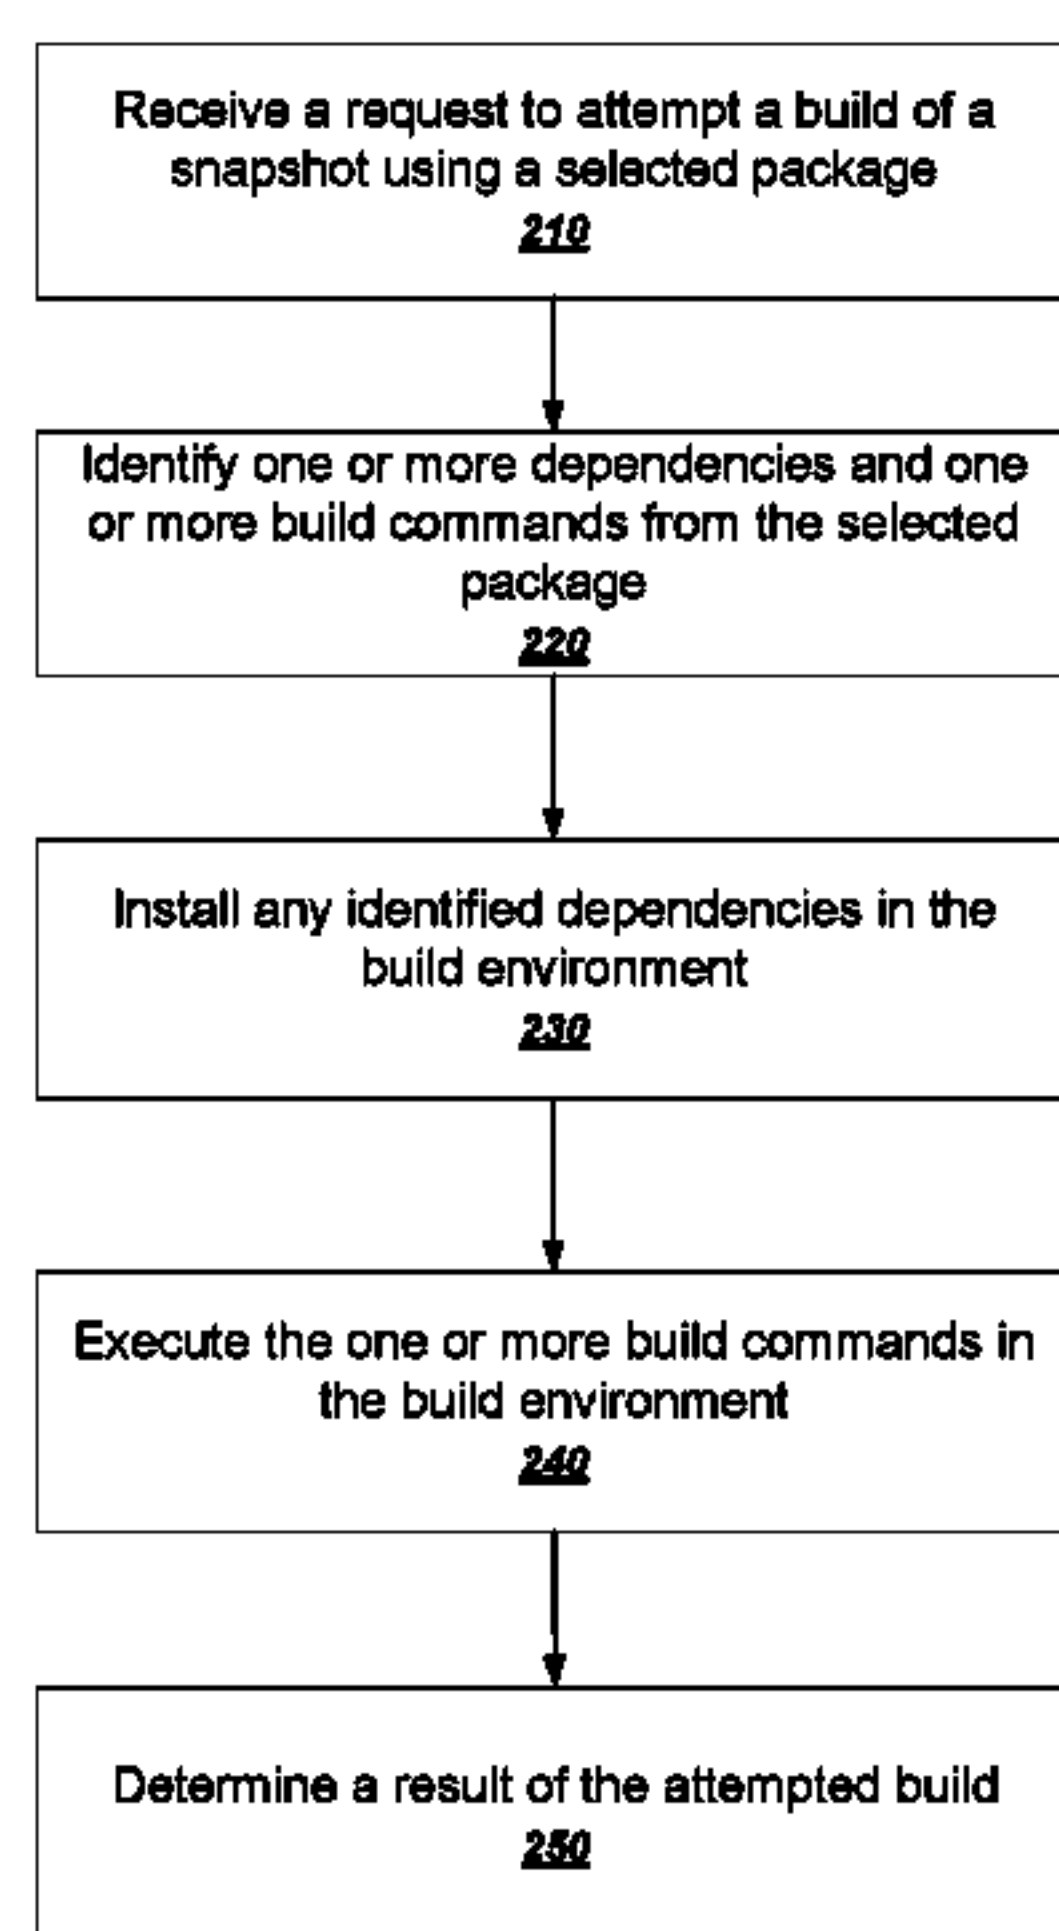 Receive a request to attempt a build of a
snapshot using a selected package
210
Identify one or more dependencies and one
or more build commands from the selected
package
220
Install any identified dependencies in the
build environment
230
Execute the one or more build commands in
the build environment
240
Determine a result of the attempted build
250